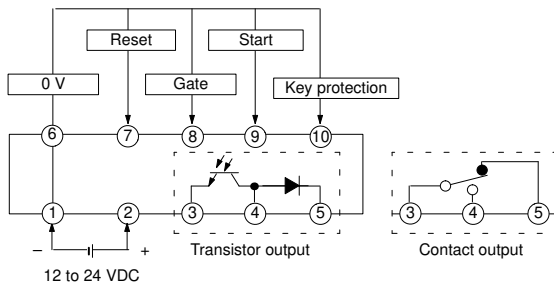 Reset
Start
0 V
Gate
Key protection
6 7 8 9 10
1 2 3 4 5
3 4 5
– +
Transistor output
Contact output
12 to 24 VDC